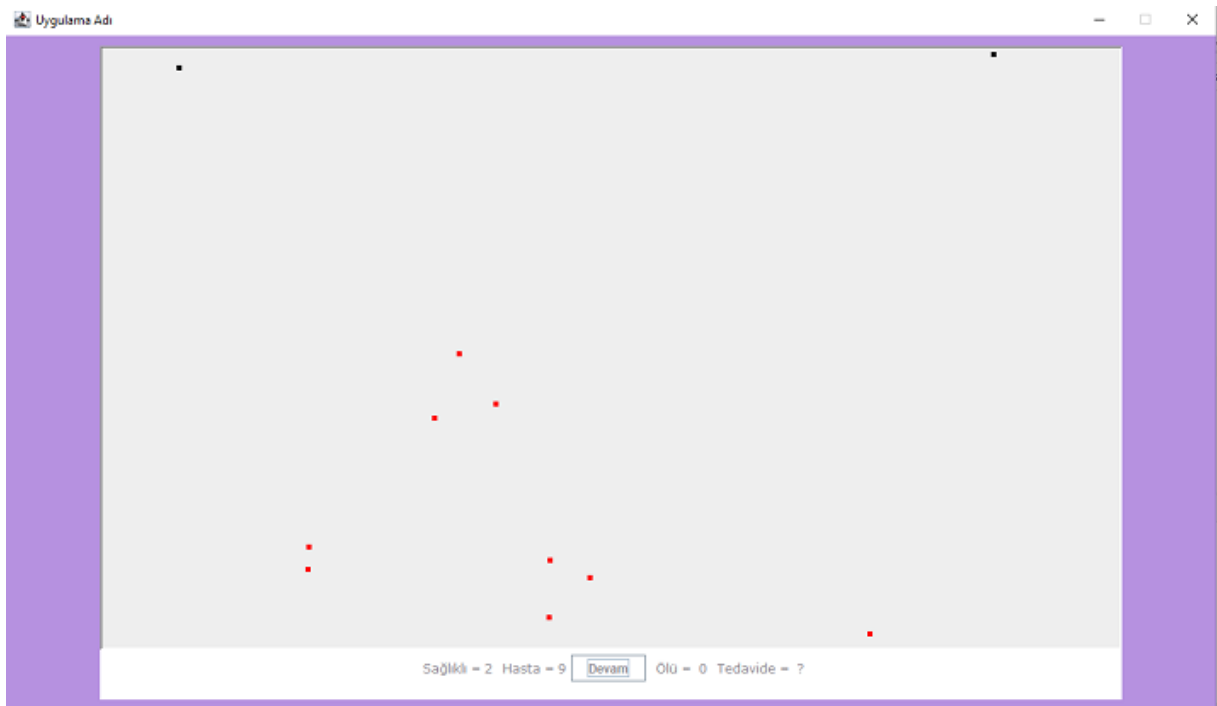 Uygulama Adı
Sağlıklı = 2 Hasta = 9 Devam Ölü = 0 Tedavide = ?